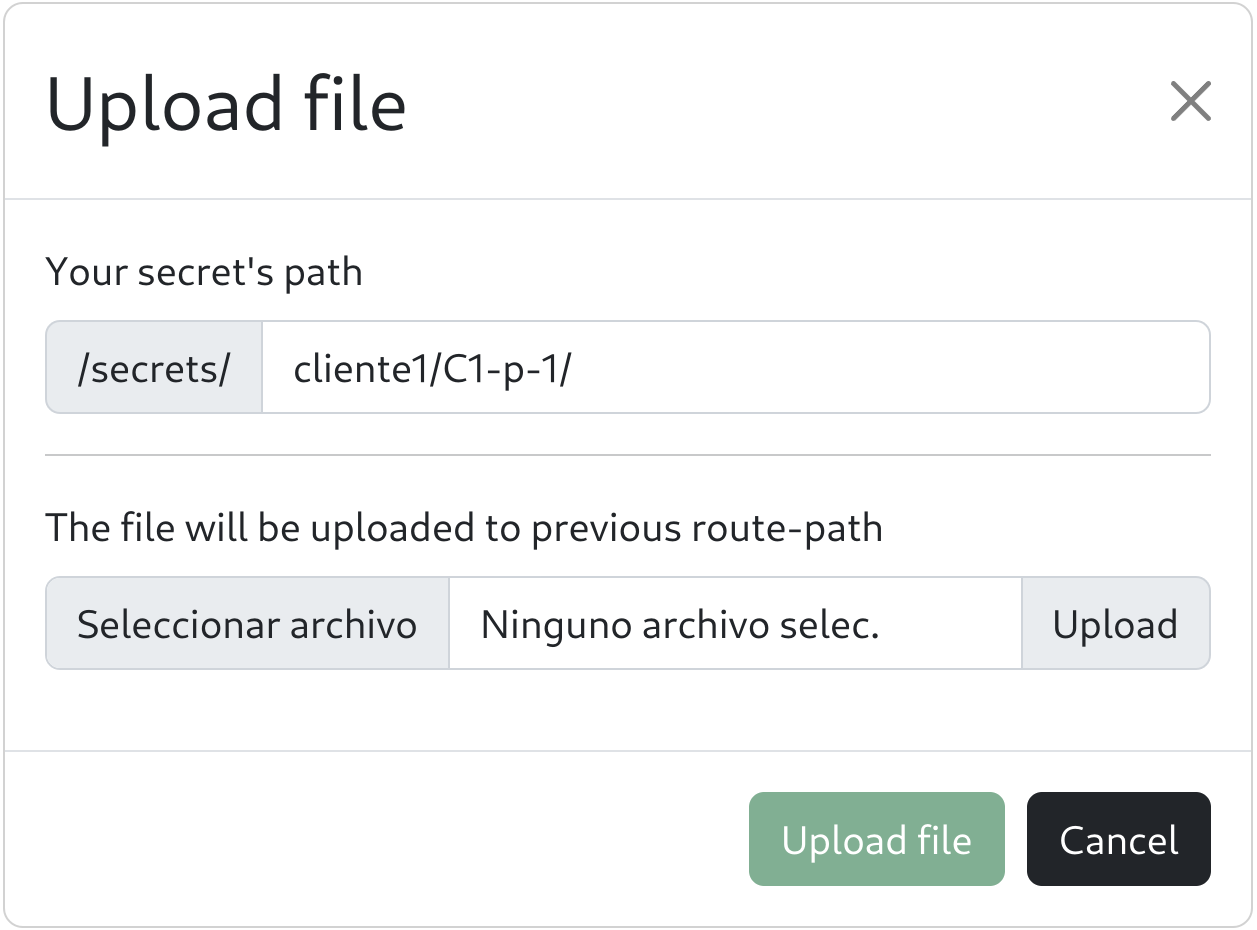 Upload file
Your secret's path
/secrets/ cliente1/C1-p-1/
The file will be uploaded to previous route-path
Seleccionar archivo Ninguno archivo selec. Upload
Upload file Cancel